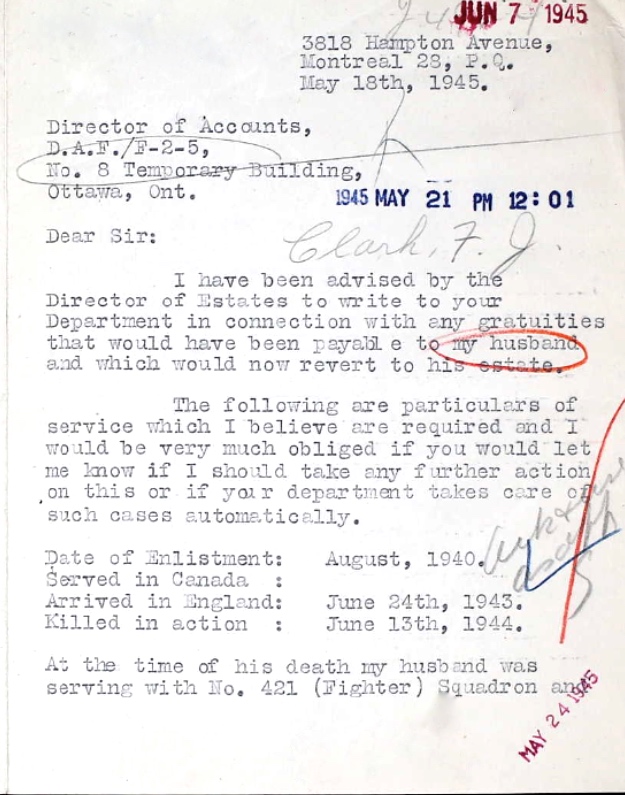 JUN 7 1945
3818 Hampton Avenue,
Montreal 28, P.Q.
May 18th, 1945.
Director of Accounts,
D.A.F./F-2-5,
No. 8 Temporary Building,
Ottawa, Ont.
1945 MAY 21 PM 12:01
Dear Sir:
Clark, F. J.
I have been advised by the
Director of Estates to write to your
Department in connection with any gratuities
that would have been payable to my husband
and which would now revert to his estate.
The following are particulars of
service which I believe are required and I
would be very much obliged if you would let
me know if I should take any further action
on this or if your department takes care of
such cases automatically.
Date of Enlistment: August, 1940.
Served in Canada :
Arrived in England: June 24th, 1943.
Killed in action : June 13th, 1944.
At the time of his death my husband was
serving with No. 421 (Fighter) Squadron and
MAY 24 1945